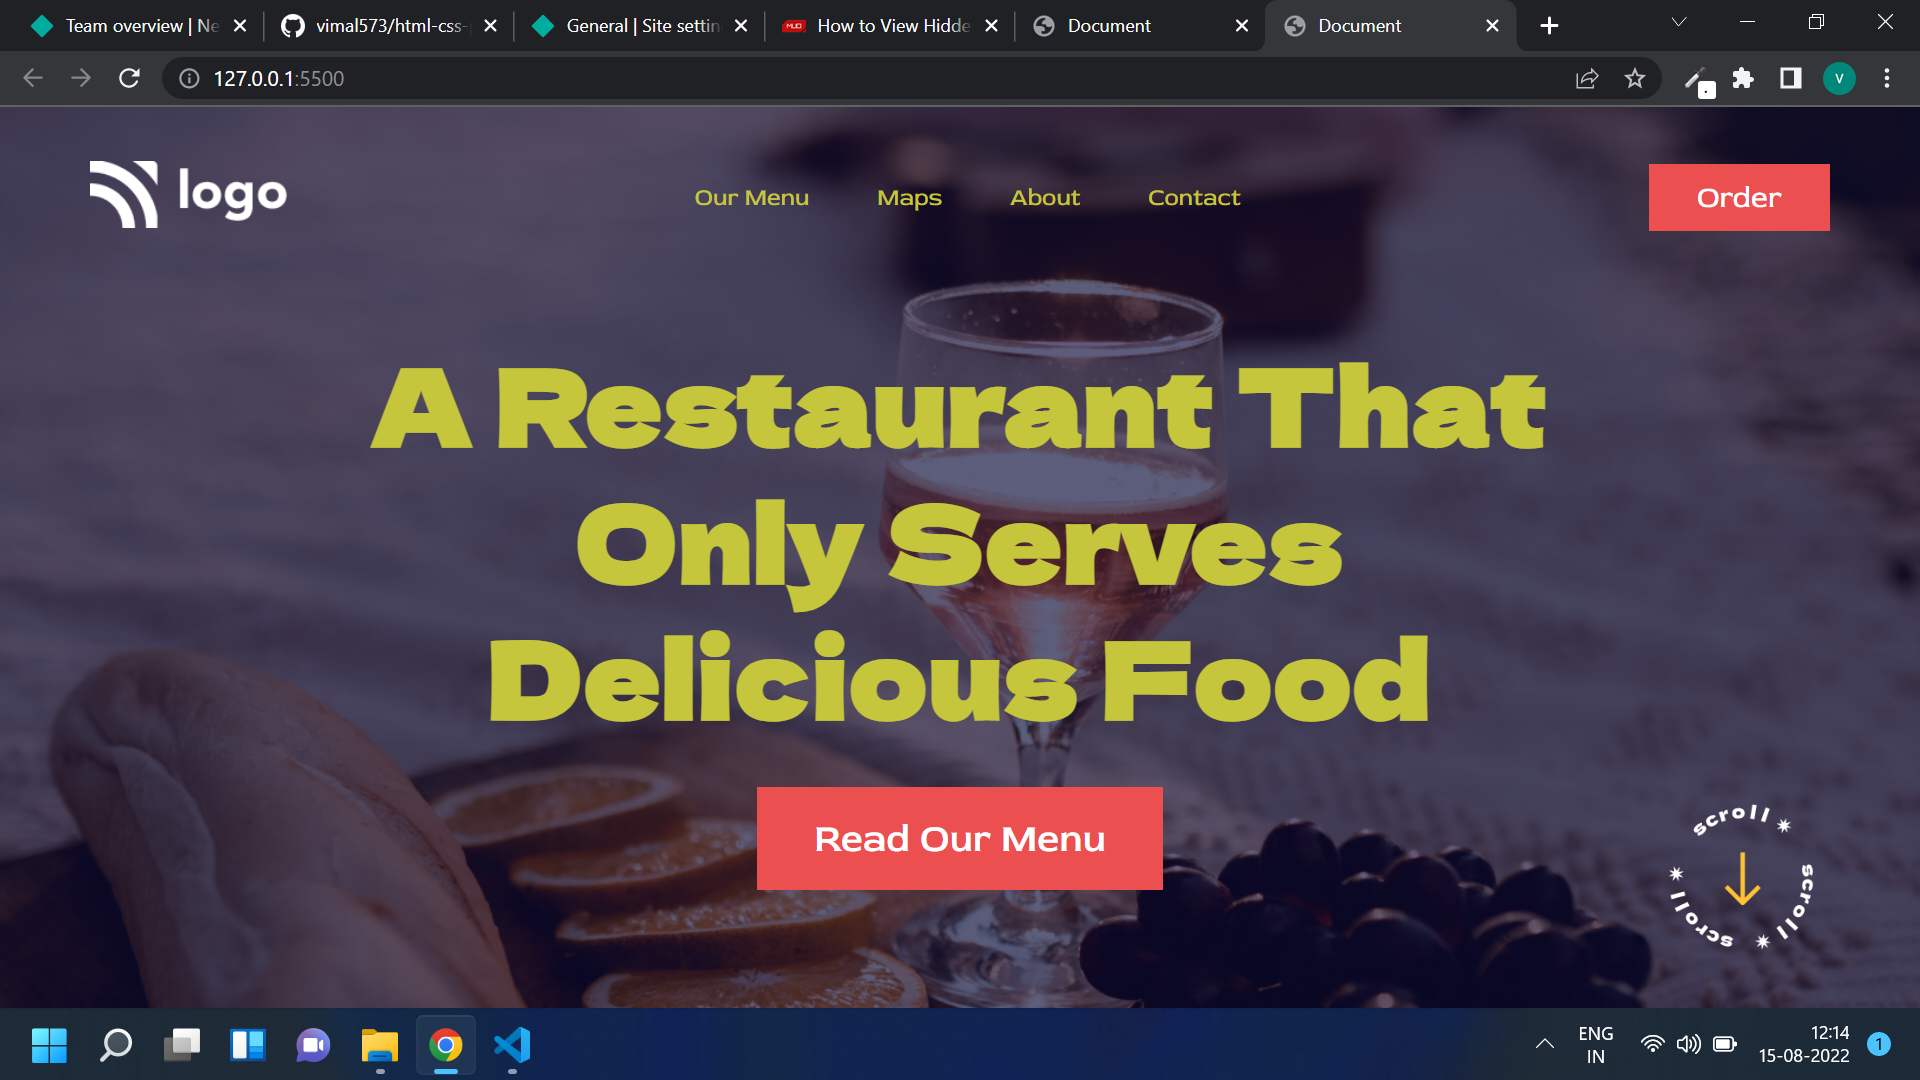 Team overview | Ne
vimal573/html-css-
General | Site settin
MUO
How to View Hidde
Document
Document
127.0.0.1:5500
V
logo
Our Menu
Maps
About
Contact
Order
A Restaurant That
Only Serves
Delicious Food
Read Our Menu
scroll
scroll
scroll
ENG
IN
12:14
15-08-2022
1